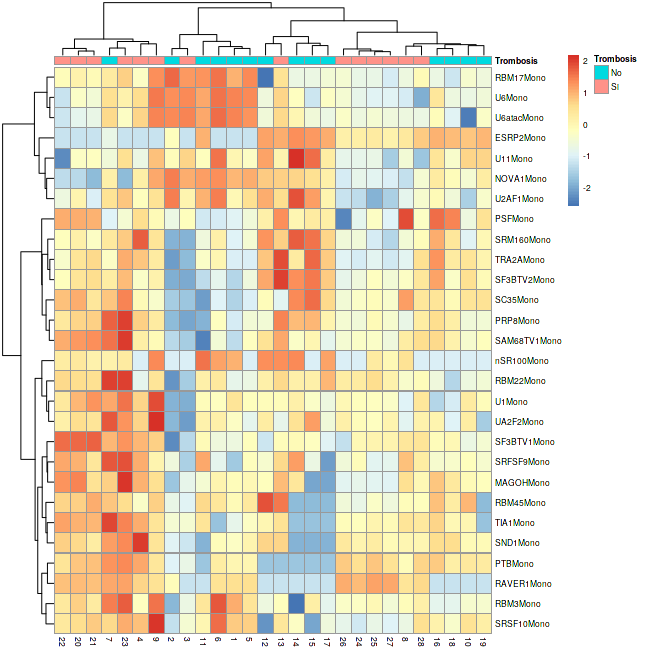 Trombosis
RBM17Mono
U6Mono
U6atacMono
ESRP2Mono
U11Mono
NOVA1Mono
U2AF1Mono
PSFMono
SRM160Mono
TRA2AMono
SF3BTV2Mono
SC35Mono
PRP8Mono
SAM68TV1Mono
nSR100Mono
RBM22Mono
U1Mono
UA2F2Mono
SF3BTV1Mono
SRFSF9Mono
MAGOHMono
RBM45Mono
TIA1Mono
SND1Mono
PTBMono
RAVER1Mono
RBM3Mono
SRSF10Mono
22 20 21 7 23 4 9 2 3 11 6 1 5 12 13 14 15 17 26 24 25 27 8 28 16 18 10 19
2
1
0
-1
-2
Trombosis
No
SI